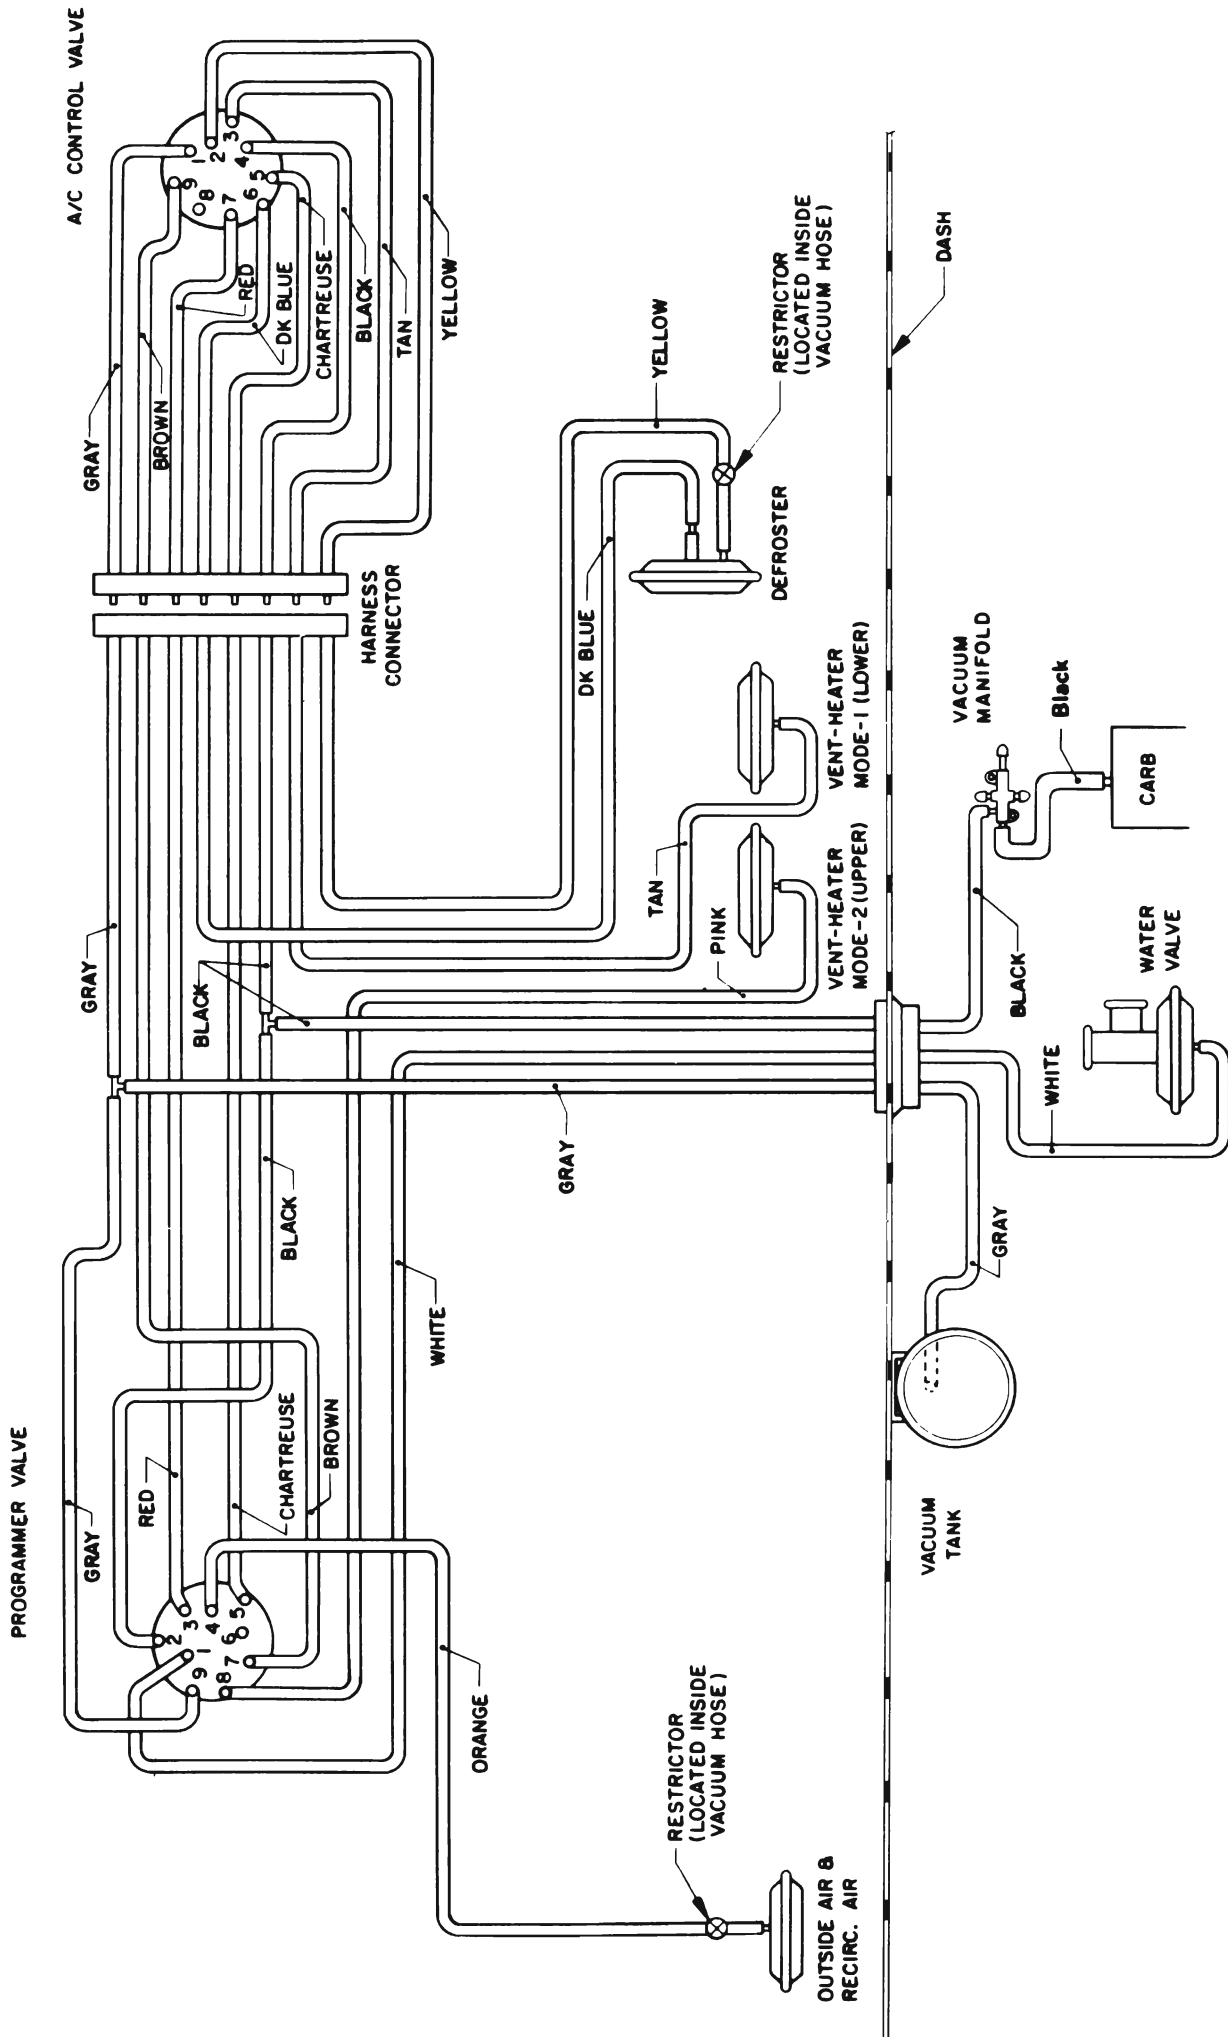 PROGRAMMER VALVE
A/C CONTROL VALVE
GRAY
RED
CHARTREUSE
BROWN
1
2
3
4
5
6
7
8
9
GRAY
BLACK
BLACK
WHITE
GRAY
BROWN
RED
DK BLUE
CHARTREUSE
BLACK
TAN
YELLOW
1
2
3
4
5
6
7
8
9
HARNESS
CONNECTOR
ORANGE
GRAY
PINK
TAN
DK BLUE
YELLOW
RESTRICTOR
(LOCATED INSIDE
VACUUM HOSE)
OUTSIDE AIR &
RECIRC. AIR
VENT-HEATER
MODE-2 (UPPER)
VENT-HEATER
MODE-1 (LOWER)
DEFROSTER
RESTRICTOR
(LOCATED INSIDE
VACUUM HOSE)
DASH
VACUUM
TANK
GRAY
WHITE
BLACK
WATER
VALVE
VACUUM
MANIFOLD
Black
CARB